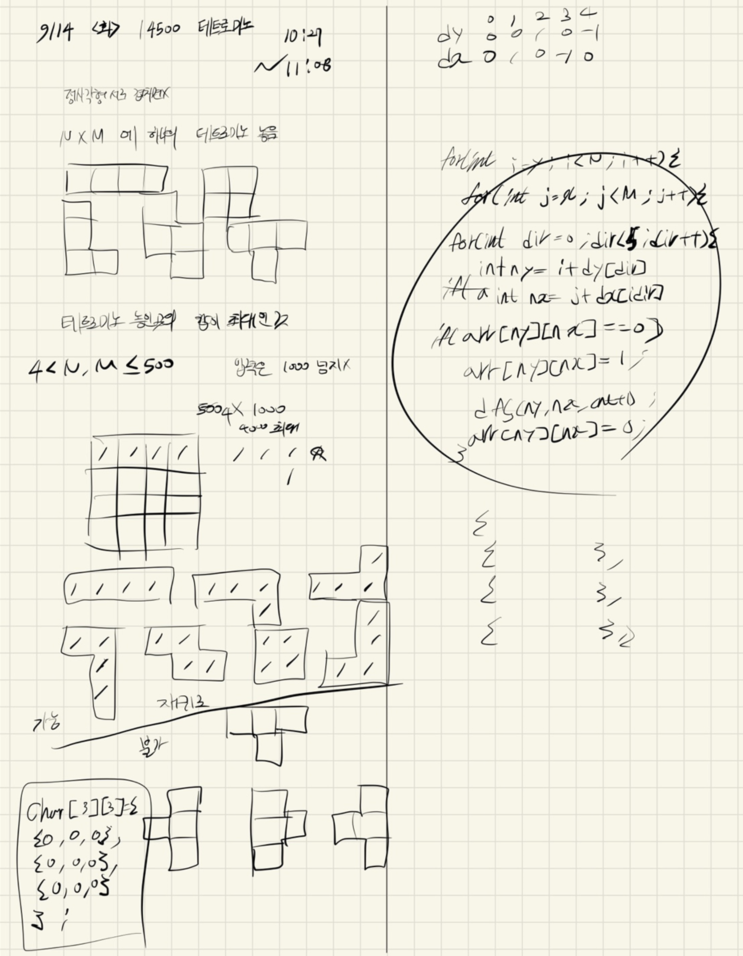 9/14 <화> 14500 테트로미노
10:27
~ 11:08
정사각형 서로 겹치면X
N X M 에 하나의 테트로미노 놓음
테트로미노 놓인 곳의 합이 최대인 값
4 < N, M ≤ 500 입력은 1000 넘지X
4 X 1000
4000 최대
가능
재귀로
불가
Char [3][3]={
{0, 0, 0},
{0, 0, 0},
{0, 0, 0}
} ;
0 1 2 3 4
dy 0 0 1 0 -1
dx 0 1 0 -1 0
for(int i=y; i<N; i++){
for(int j=x; j<M; j++){
for(int dir=0; dir<5; dir++){
int ny= i+dy[dir]
int nx= j+dx[dir]
if( arr[ny][nx]==0)
arr[ny][nx]=1;
dfs(ny, nx, cnt+1);
arr[ny][nx]=0;
}
{
{ },
{ },
{ },